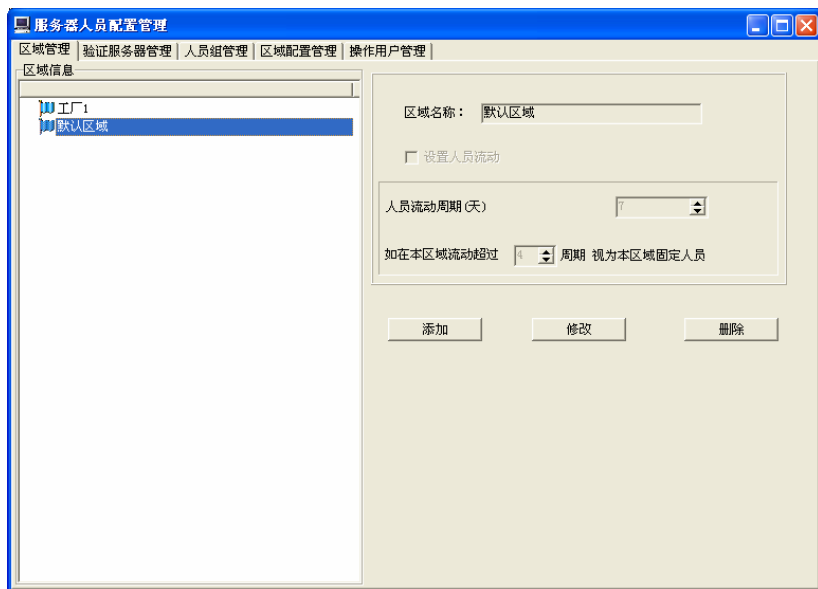 服务器人员配置管理
区域管理 验证服务器管理 人员组管理 区域配置管理 操作用户管理
区域信息
工厂1
默认区域
区域名称： 默认区域
设置人员流动
人员流动周期(天) 7
如在本区域流动超过 4 周期 视为本区域固定人员
添加 修改 删除